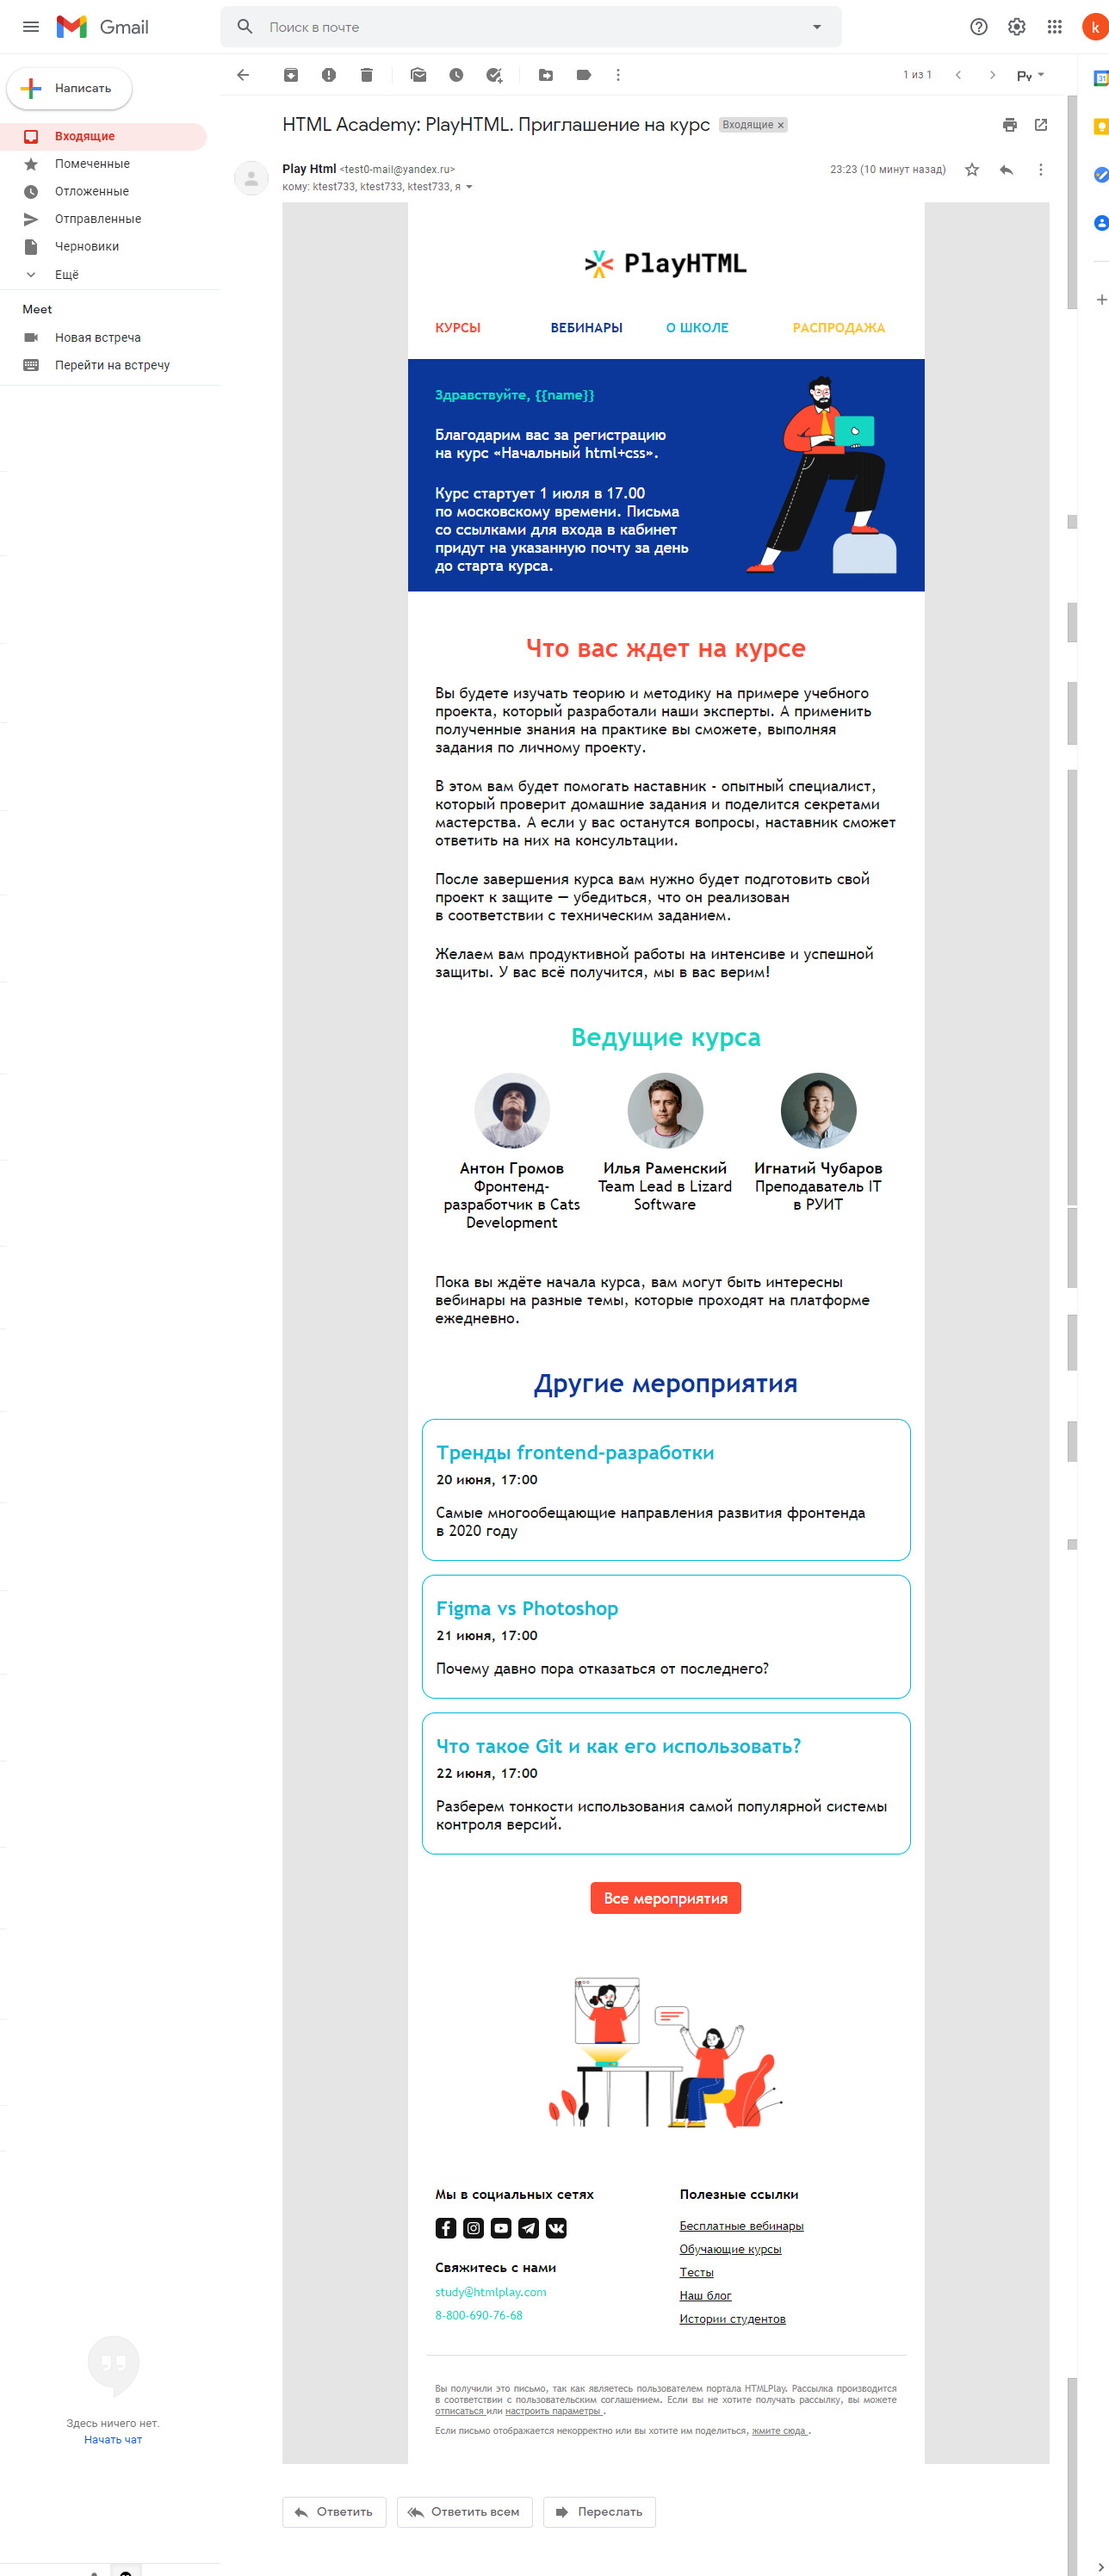 Gmail
Поиск в почте
k
Написать
Входящие
Помеченные
Отложенные
Отправленные
Черновики
Ещё
Meet
Новая встреча
Перейти на встречу
Здесь ничего нет.
Начать чат
1 из 1
Ру
31
HTML Academy: PlayHTML. Приглашение на курс
Входящие ×
Play Html <test0-mail@yandex.ru>
23:23 (10 минут назад)
кому: ktest733, ktest733, ktest733, я
PlayHTML
КУРСЫ ВЕБИНАРЫ О ШКОЛЕ РАСПРОДАЖА
Здравствуйте, {{name}}
Благодарим вас за регистрацию
на курс «Начальный html+css».
Курс стартует 1 июля в 17.00
по московскому времени. Письма
со ссылками для входа в кабинет
придут на указанную почту за день
до старта курса.
Что вас ждет на курсе
Вы будете изучать теорию и методику на примере учебного
проекта, который разработали наши эксперты. А применить
полученные знания на практике вы сможете, выполняя
задания по личному проекту.
В этом вам будет помогать наставник - опытный специалист,
который проверит домашние задания и поделится секретами
мастерства. А если у вас останутся вопросы, наставник сможет
ответить на них на консультации.
После завершения курса вам нужно будет подготовить свой
проект к защите — убедиться, что он реализован
в соответствии с техническим заданием.
Желаем вам продуктивной работы на интенсиве и успешной
защиты. У вас всё получится, мы в вас верим!
Ведущие курса
Антон Громов
Фронтенд-
разработчик в Cats
Development
Илья Раменский
Team Lead в Lizard
Software
Игнатий Чубаров
Преподаватель IT
в РУИТ
Пока вы ждёте начала курса, вам могут быть интересны
вебинары на разные темы, которые проходят на платформе
ежедневно.
Другие мероприятия
Тренды frontend-разработки
20 июня, 17:00
Самые многообещающие направления развития фронтенда
в 2020 году
Figma vs Photoshop
21 июня, 17:00
Почему давно пора отказаться от последнего?
Что такое Git и как его использовать?
22 июня, 17:00
Разберем тонкости использования самой популярной системы
контроля версий.
Все мероприятия
Мы в социальных сетях
Свяжитесь с нами
study@htmlplay.com
8-800-690-76-68
Полезные ссылки
Бесплатные вебинары
Обучающие курсы
Тесты
Наш блог
Истории студентов
Вы получили это письмо, так как являетесь пользователем портала HTMLPlay. Рассылка производится
в соответствии с пользовательским соглашением. Если вы не хотите получать рассылку, вы можете
отписаться или настроить параметры .
Если письмо отображается некорректно или вы хотите им поделиться, жмите сюда .
Ответить
Ответить всем
Переслать